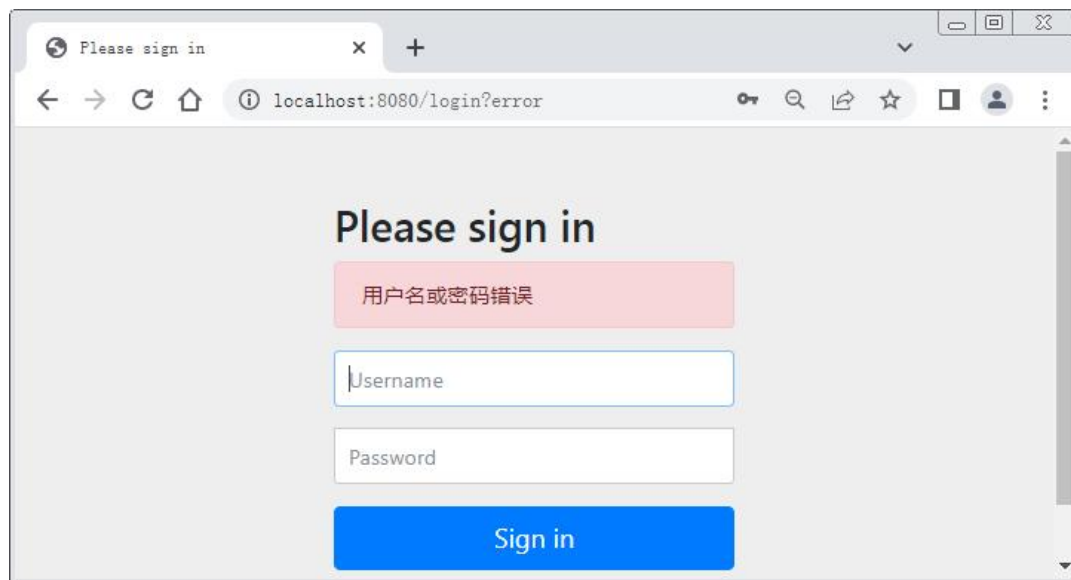 Please sign in
localhost:8080/login?error
Please sign in
用户名或密码错误
Username
Password
Sign in